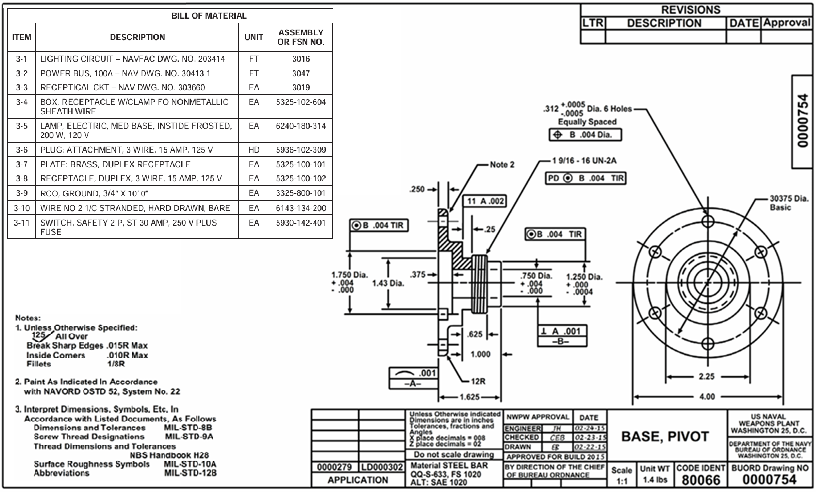 BILL OF MATERIAL
ITEM DESCRIPTION UNIT ASSEMBLY OR FSN NO.
3-1 LIGHTING CIRCUIT – NAVFAC DWG. NO. 203414 FT 3016
3-2 POWER BUS, 100A – NAV DWG. NO. 30413.1 FT 3047
3-3 RECEPTICAL CKT – NAV DWG. NO. 303660 EA 3019
3-4 BOX, RECEPTACLE W/CLAMP FO NONMETALLIC EA 5325-102-604
SHEATH WIRE
3-5 LAMP, ELECTRIC, MED BASE, INSTIDE FROSTED, EA 6240-180-314
200 W, 120 V
3-6 PLUG, ATTACHMENT, 3 WIRE, 15 AMP, 125 V HD 5936-102-309
3-7 PLATE: BRASS, DUPLEX RECEPTACLE EA 5325-100-101
3-8 RECEPTACLE, DUPLEX, 3 WIRE, 15 AMP, 125 V EA 5325-100-102
3-9 ROD, GROUND, 3/4" X 10'0" EA 3325-800-101
3-10 WIRE NO 2 1/C STRANDED, HARD DRAWN, BARE EA 6143-134-200
3-11 SWITCH, SAFETY 2 P, ST 30 AMP, 250 V PLUS EA 5930-142-401
FUSE
REVISIONS
LTR DESCRIPTION DATE Approval
0000754
.312 +.0005 -.0005 Dia. 6 Holes
Equally Spaced
B .004 Dia.
Note 2
1 9/16 - 16 UN-2A
PD B .004 TIR
.250
11 A .002
.25
B .004 TIR
B .004 TIR
30375 Dia.
Basic
1.750 Dia.
+ .004
- .000
1.43 Dia.
.375
.750 Dia.
+ .004
- .000
1.250 Dia.
+ .000
- .0004
.625
1.000
⊥ A .001
–B–
.001
–A–
12R
1.625
2.25
4.00
Notes:
1. Unless Otherwise Specified:
125 All Over
Break Sharp Edges .015R Max
Inside Corners .010R Max
Fillets 1/8R
2. Paint As Indicated In Accordance
with NAVORD OSTD 52, System No. 22
3. Interpret Dimensions, Symbols, Etc, In
Accordance with Listed Documents, As Follows
Dimensions and Tolerances MIL-STD-8B
Screw Thread Designations MIL-STD-9A
Thread Dimensions and Tolerances
NBS Handbook H28
Surface Roughness Symbols MIL-STD-10A
Abbreviations MIL-STD-12B
0000279 LD000302
APPLICATION
Unless Otherwise indicated
Dimensions are in inches
Tolerances, fractions and
Angles
X place decimals = 008
Z place decimals = 02
Do not scale drawing
Material STEEL BAR
QQ-S-633, FS 1020
ALT: SAE 1020
NWPW APPROVAL DATE
ENGINEER JH 02-24-15
CHECKED CEB 02-23-15
DRAWN 02-22-15
APPROVED FOR BUILD 2015
BY DIRECTION OF THE CHIEF
OF BUREAU ORDNANCE
BASE, PIVOT
US NAVAL
WEAPONS PLANT
WASHINGTON 25, D.C.
DEPARTMENT OF THE NAVY
BUREAU OF ORDNANCE
WASHINGTON 25, D.C.
Scale
1:1
Unit WT
1.4 lbs
CODE IDENT
80066
BUORD Drawing NO
0000754